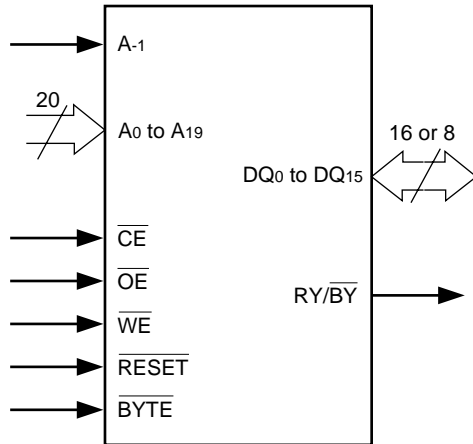 A-1
20
A0 to A19
16 or 8
DQ0 to DQ15
CE
OE
RY/BY
WE
RESET
BYTE